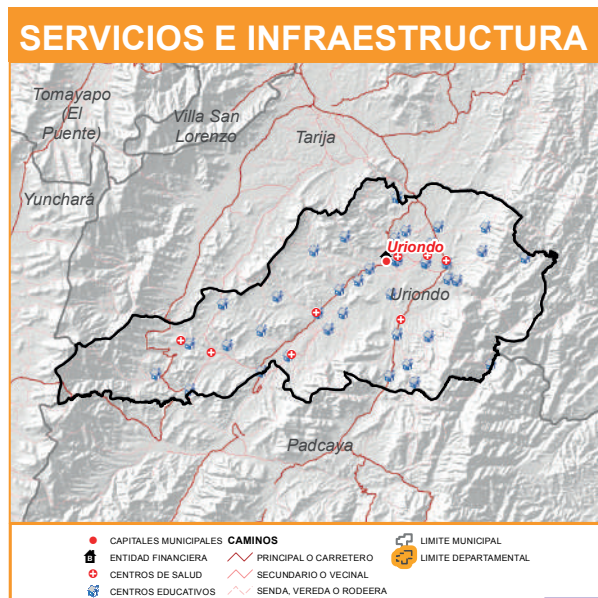 SERVICIOS E INFRAESTRUCTURA
Tomayapo
(El
Puente)
Villa San
Lorenzo
Tarija
Yunchará
Uriondo
Uriondo
Padcaya
CAPITALES MUNICIPALES
ENTIDAD FINANCIERA
CENTROS DE SALUD
CENTROS EDUCATIVOS
CAMINOS
PRINCIPAL O CARRETERO
SECUNDARIO O VECINAL
SENDA, VEREDA O RODEERA
LIMITE MUNICIPAL
LIMITE DEPARTAMENTAL